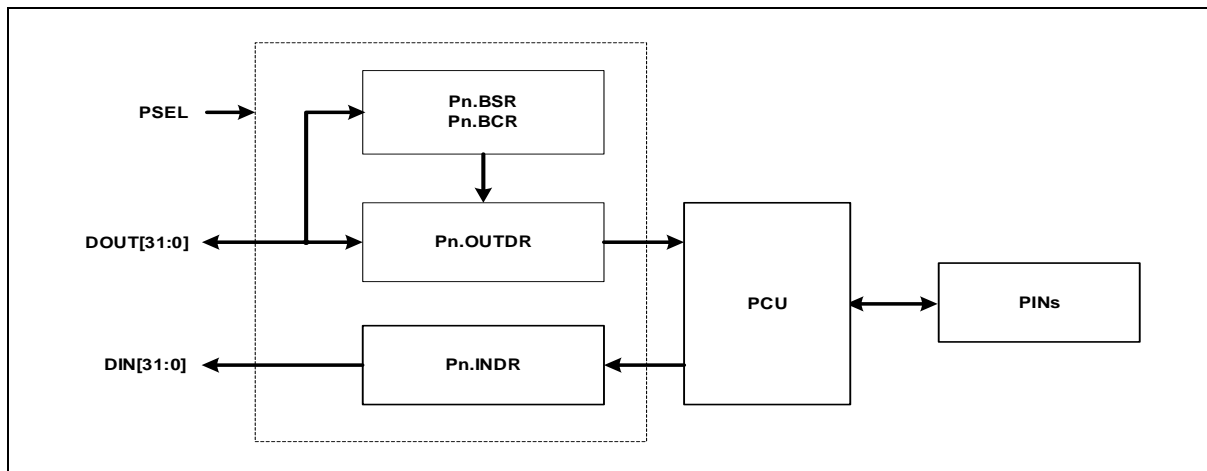 Pn.BSR
Pn.BCR
PSEL
DOUT[31:0]
Pn.OUTDR
PCU
PINs
DIN[31:0]
Pn.INDR